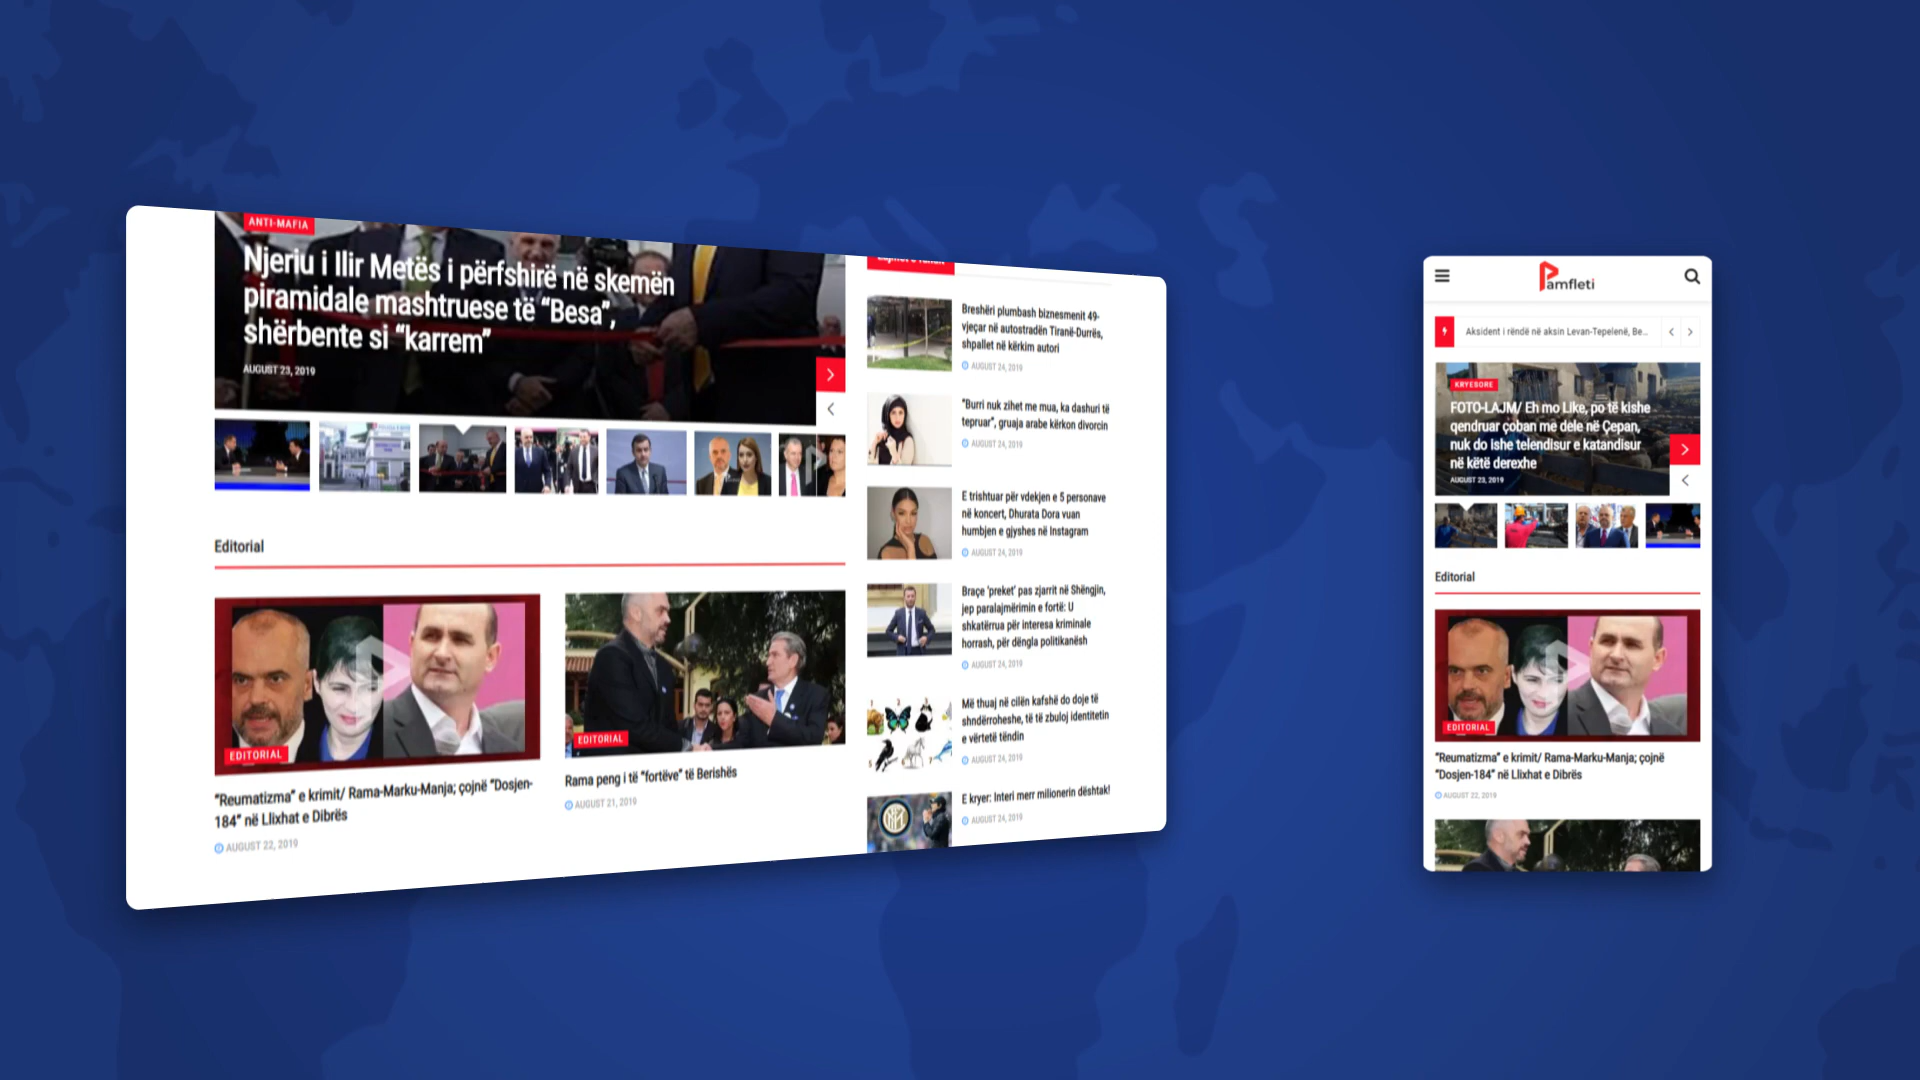 ANTI-MAFIA
Njeriu i Ilir Metës i përfshirë në skemën
piramidale mashtruese të “Besa”,
shërbente si “karrem”
AUGUST 23, 2019
Editorial
EDITORIAL
“Reumatizma” e krimit/ Rama-Marku-Manja; çojnë “Dosjen-
184” në Llixhat e Dibrës
AUGUST 22, 2019
EDITORIAL
Rama peng i të “fortëve” të Berishës
AUGUST 21, 2019
Breshëri plumbash biznesmenit 49-
vjeçar në autostradën Tiranë-Durrës,
shpallet në kërkim autori
AUGUST 24, 2019
“Burri nuk zihet me mua, ka dashuri të
tepruar”, gruaja arabe kërkon divorcin
AUGUST 24, 2019
E trishtuar për vdekjen e 5 personave
në koncert, Dhurata Dora vuan
humbjen e gjyshes në Instagram
AUGUST 24, 2019
Braçe ‘preket’ pas zjarrit në Shëngjin,
jep paralajmërimin e fortë: U
shkatërrua për interesa kriminale
horrash, për dëngla politikanësh
AUGUST 24, 2019
Më thuaj në cilën kafshë do doje të
shndërroheshe, të të zbuloj identitetin
e vërtetë tëndin
AUGUST 24, 2019
E kryer: Interi merr milionerin dështak!
AUGUST 24, 2019
Pamfleti
Aksident i rëndë në aksin Levan-Tepelenë, Be...
KRYESORE
FOTO-LAJM/ Eh mo Like, po të kishe
qendruar çoban me dele në Çepan,
nuk do ishe telendisur e katandisur
në këtë derexhe
AUGUST 23, 2019
Editorial
EDITORIAL
“Reumatizma” e krimit/ Rama-Marku-Manja; çojnë
“Dosjen-184” në Llixhat e Dibrës
AUGUST 22, 2019